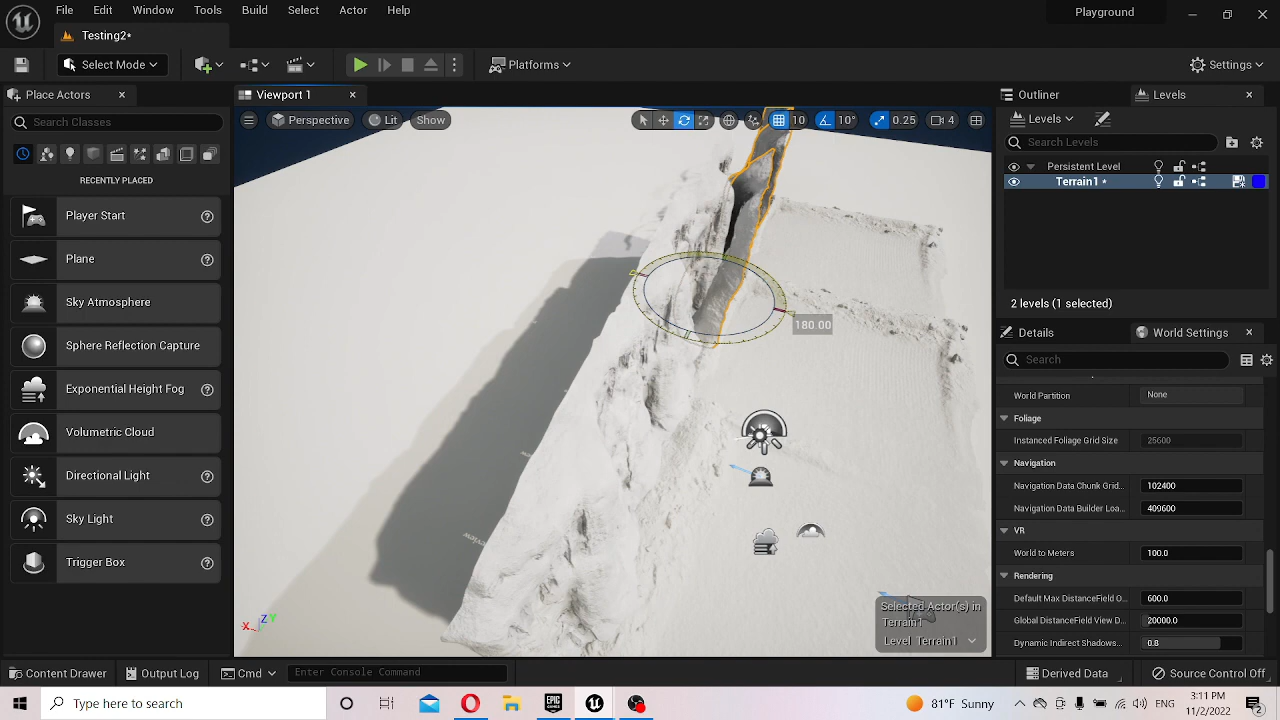 File Edit Window Tools Build Select Actor Help
Playground
Testing2*
Select Mode
Platforms
Settings
Place Actors
Viewport 1
Outliner
Levels
Search Classes
Perspective
Lit
Show
10
10°
0.25
4
Levels
Search Levels
RECENTLY PLACED
Persistent Level
Terrain1 *
Player Start
Plane
Sky Atmosphere
Sphere Reflection Capture
Exponential Height Fog
Volumetric Cloud
Directional Light
Sky Light
Trigger Box
180.00
2 levels (1 selected)
Details
World Settings
Search
World Partition None
Foliage
Instanced Foliage Grid Size 25600
Navigation
Navigation Data Chunk Grid... 102400
Navigation Data Builder Loa... 409600
VR
World to Meters 100.0
Rendering
Default Max DistanceField O... 600.0
Global DistanceField View D... 20000.0
Dynamic Indirect Shadows... 0.8
Selected Actor(s) in
Terrain1
Level Terrain1
X
Z
Y
Content Drawer
Output Log
Cmd
Enter Console Command
Derived Data
Source Control Off
Type here to search
EPIC GAMES
81°F Sunny
EN
3:11 PM
11/2/2022
2